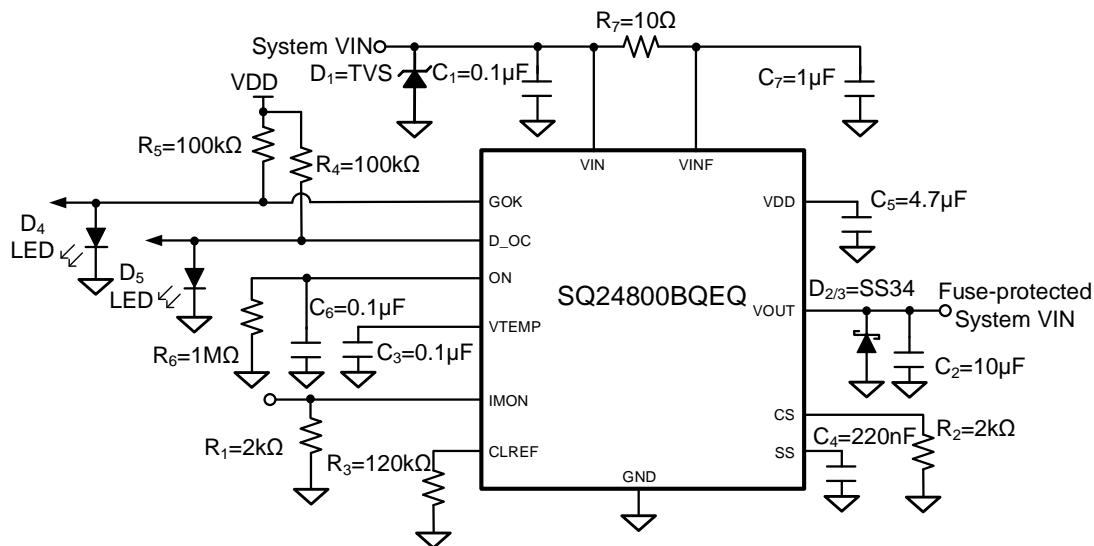 R7=10Ω
System VIN
D1=TVS
C1=0.1µF
C7=1µF
VDD
R5=100kΩ
R4=100kΩ
VIN
VINF
GOK
VDD
C5=4.7µF
D4
LED
D_OC
D5
LED
ON
SQ24800BQEQ
D2/3=SS34
Fuse-protected
System VIN
VOUT
C6=0.1µF
VTEMP
R6=1MΩ
C3=0.1µF
C2=10µF
IMON
CS
R1=2kΩ
R3=120kΩ
CLREF
C4=220nF
R2=2kΩ
SS
GND